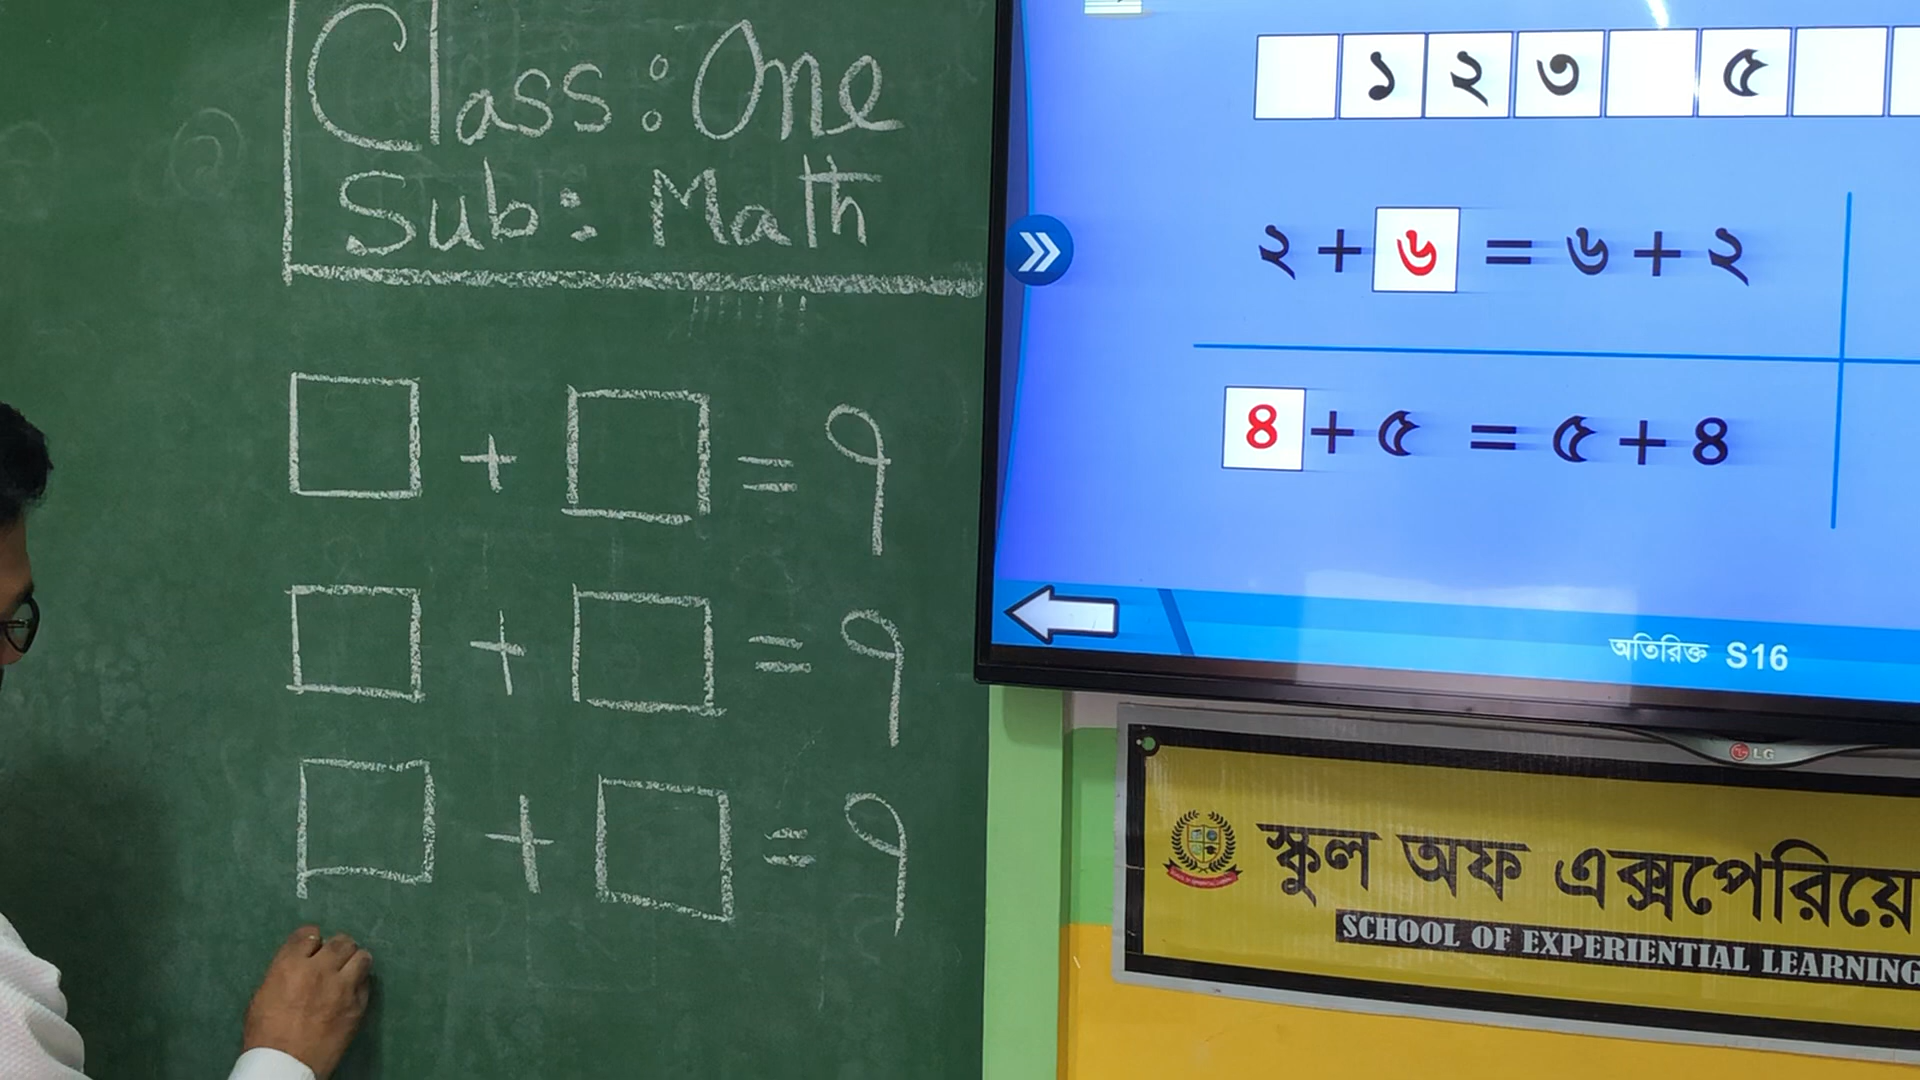 Class: One
Sub: Math
□ + □ = ৭
□ + □ = ৭
□ + □ = ৭
১ ২ ৩ ৫
২ + ৬ = ৬ + ২
৪ + ৫ = ৫ + ৪
অতিরিক্ত S16
LG
স্কুল অফ এক্সপেরিয়ে
SCHOOL OF EXPERIENTIAL LEARNING